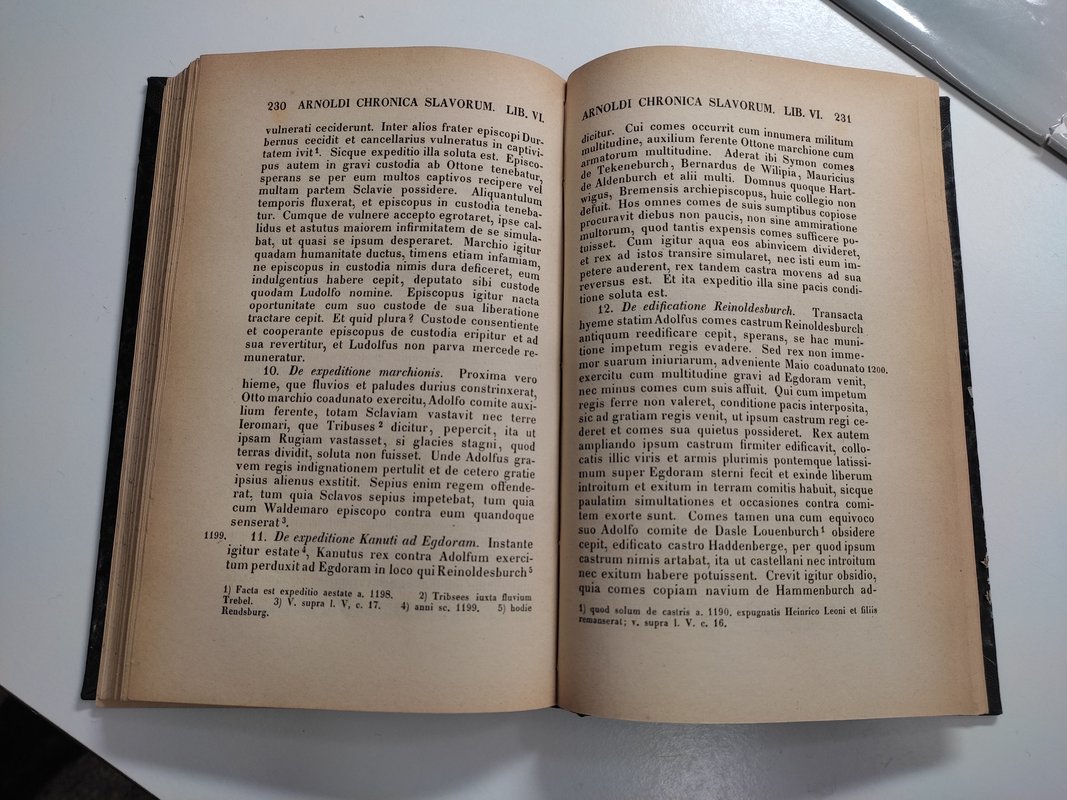 230 ARNOLDI CHRONICA SLAVORUM. LIB. VI.
vulnerati ceciderunt. Inter alios frater episcopi Dur-
bernus cecidit et cancellarius vulneratus in captivi-
tatem ivit¹. Sicque expeditio illa soluta est. Episco-
pus autem in gravi custodia ab Ottone tenebatur,
sperans se per eum multos captivos recipere vel
multam partem Sclavie possidere. Aliquantulum
temporis fluxerat, et episcopus in custodia teneba-
tur. Cumque de vulnere accepto egrotaret, ipse cal-
lidus et astutus maiorem infirmitatem de se simula-
bat, ut quasi se ipsum desperaret. Marchio igitur
quadam humanitate ductus, timens etiam infamiam,
ne episcopus in custodia nimis dura deficeret, eum
indulgentius habere cepit, deputato sibi custode
quodam Ludolfo nomine. Episcopus igitur nacta
oportunitate cum suo custode de sua liberatione
tractare cepit. Et quid plura? Custode consentiente
et cooperante episcopus de custodia eripitur et ad
sua revertitur, et Ludolfus non parva mercede re-
muneratur.
10. De expeditione marchionis. Proxima vero
hieme, que fluvios et paludes durius constrinxerat,
Otto marchio coadunato exercitu, Adolfo comite auxi-
lium ferente, totam Sclaviam vastavit nec terre
Ieromari, que Tribuses² dicitur, pepercit, ita ut
ipsam Rugiam vastasset, si glacies stagni, quod
terras dividit, soluta non fuisset. Unde Adolfus gra-
vem regis indignationem pertulit et de cetero gratie
ipsius alienus exstitit. Sepius enim regem offende-
rat, tum quia Sclavos sepius impetebat, tum quia
cum Waldemaro episcopo contra eum quandoque
senserat³.
1199. 11. De expeditione Kanuti ad Egdoram. Instante
igitur estate⁴, Kanutus rex contra Adolfum exerci-
tum perduxit ad Egdoram in loco qui Reinoldesburch⁵
1) Facta est expeditio aestate a. 1198. 2) Tribsees iuxta fluvium
Trebel. 3) V. supra l. V, c. 17. 4) anni sc. 1199. 5) hodie
Rendsburg.
ARNOLDI CHRONICA SLAVORUM. LIB. VI. 231
dicitur. Cui comes occurrit cum innumera militum
multitudine, auxilium ferente Ottone marchione cum
armatorum multitudine. Aderat ibi Symon comes
de Tekeneburch, Bernardus de Wilipia, Mauricius
de Aldenburch et alii multi. Domnus quoque Hart-
wigus, Bremensis archiepiscopus, huic collegio non
defuit. Hos omnes comes de suis sumptibus copiose
procuravit diebus non paucis, non sine ammiratione
multorum, quod tantis expensis comes sufficere po-
tuisset. Cum igitur aqua eos abinvicem divideret,
et rex ad istos transire simularet, nec isti eum im-
petere auderent, rex tandem castra movens ad sua
reversus est. Et ita expeditio illa sine pacis condi-
tione soluta est.
12. De edificatione Reinoldesburch. Transacta
hyeme statim Adolfus comes castrum Reinoldesburch
antiquum reedificare cepit, sperans, se hac muni-
tione impetum regis evadere. Sed rex non imme-
mor suarum iniuriarum, adveniente Maio coadunato 1200.
exercitu cum multitudine gravi ad Egdoram venit,
nec minus comes cum suis affuit. Qui cum impetum
regis ferre non valeret, conditione pacis interposita,
sic ad gratiam regis venit, ut ipsum castrum regi ce-
deret et comes sua quietus possideret. Rex autem
ampliando ipsum castrum firmiter edificavit, collo-
catis illic viris et armis plurimis pontemque latissi-
mum super Egdoram sterni fecit et exinde liberum
introitum et exitum in terram comitis habuit, sicque
paulatim simultationes et occasiones contra comi-
tem exorte sunt. Comes tamen una cum equivoco
suo Adolfo comite de Dasle Louenburch¹ obsidere
cepit, edificato castro Haddenberge, per quod ipsum
castrum nimis artabat, ita ut castellani nec introitum
nec exitum habere potuissent. Crevit igitur obsidio,
quia comes copiam navium de Hammenburch ad-
1) quod solum de castris a. 1190. expugnatis Heinrico Leoni et filiis
remanserat; v. supra l. V. c. 16.